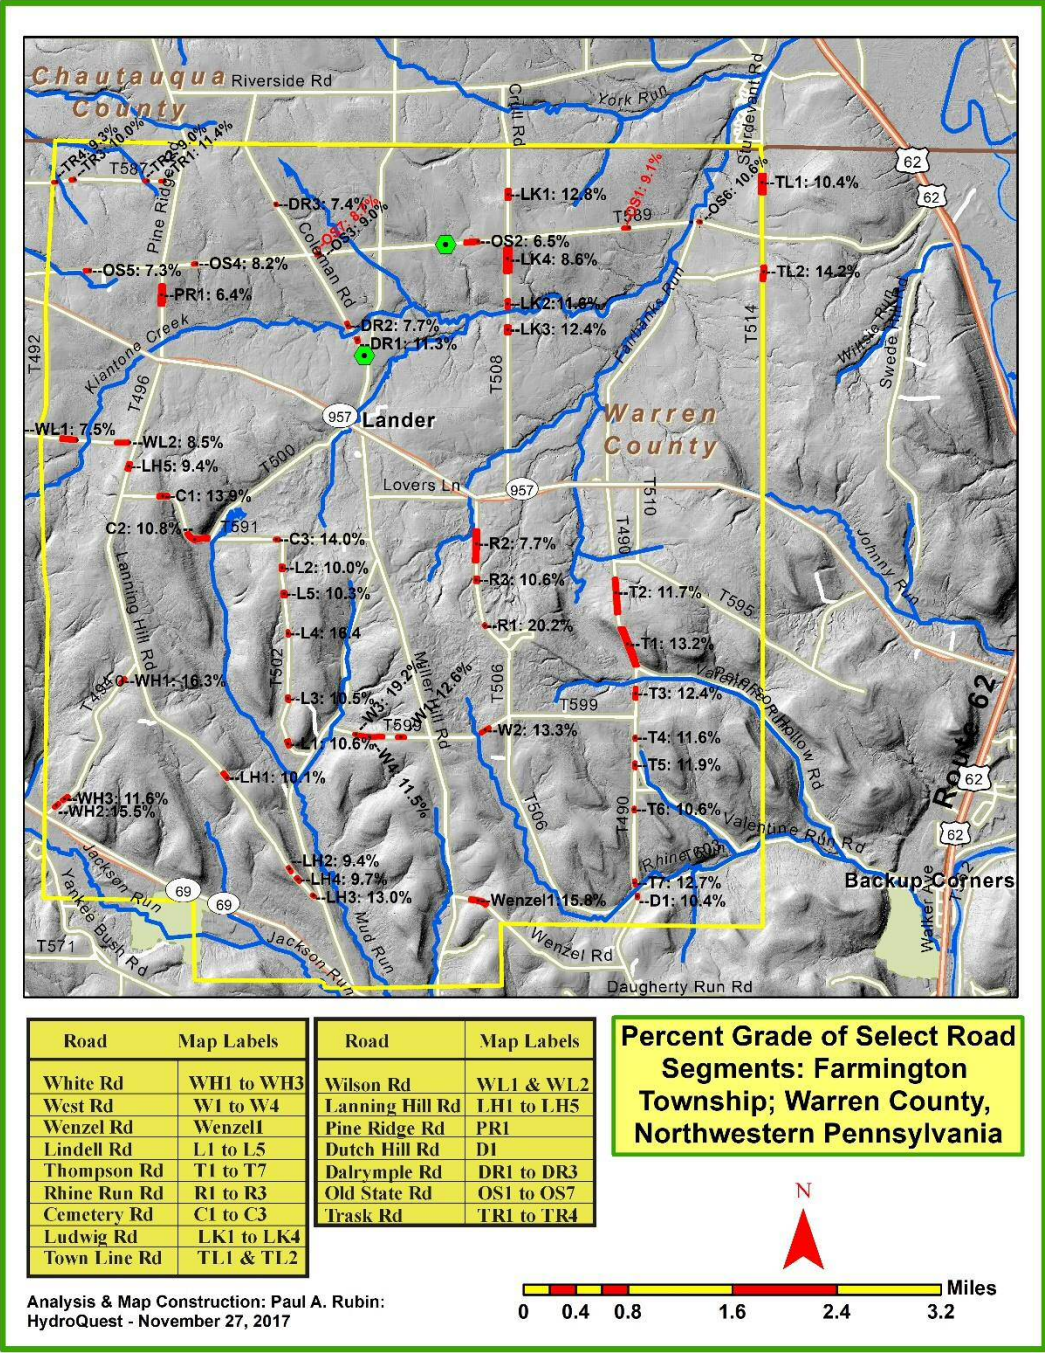 Chautauqua
County
Riverside Rd
Crull Rd
York Run
Sturdevant Rd
62
62
TR4: 9.3%
TR3: 10.0%
TR2: 9.0%
TR1: 11.4%
T587
Pine Ridge
--DR3: 7.4%
--OS7: 8.7%
--OS3: 9.0%
Coleman Rd
--LK1: 12.8%
OS1: 9.1%
T589
--OS6: 10.6%
--TL1: 10.4%
--OS2: 6.5%
--LK4: 8.6%
--OS5: 7.3%
--OS4: 8.2%
--TL2: 14.2%
--PR1: 6.4%
--LK2: 11.6%
--LK3: 12.4%
--DR2: 7.7%
--DR1: 11.3%
Kiantone Creek
Fairbanks Run
T514
Swede Rd
T492
T496
T508
957
Lander
Warren
County
--WL1: 7.5%
--WL2: 8.5%
--LH5: 9.4%
T500
Lovers Ln
957
T510
--C1: 13.9%
C2: 10.8%--
T591
--C3: 14.0%
--R2: 7.7%
T490
Johnny Run
--L2: 10.0%
--R3: 10.6%
--L5: 10.3%
--T2: 11.7%
T595
Lanning Hill Rd
--L4: 16.4
--R1: 20.2%
--T1: 13.2%
T502
Miller Hill Rd
T506
T494
--WH1: 16.3%
--L3: 10.5%
--W3: 19.2%
W1: 12.6%
T599
T599
--T3: 12.4%
Hollow Rd
Route 62
--L1: 10.6%
--W2: 13.3%
--T4: 11.6%
--W4: 11.5%
--T5: 11.9%
--LH1: 10.1%
62
--WH3: 11.6%
--WH2: 15.5%
T506
T490
--T6: 10.6%
Valentine Run Rd
62
Jackson Run
--LH2: 9.4%
--LH4: 9.7%
--LH3: 13.0%
Rhine Run
T603
--T7: 12.7%
--D1: 10.4%
Backup Corners
69
69
Yankee Bush Rd
Wenzel1: 15.8%
Walker Ave
T571
Jackson Run
Mud Run
Wenzel Rd
Daugherty Run Rd
Road Map Labels
White Rd WH1 to WH3
West Rd W1 to W4
Wenzel Rd Wenzel1
Lindell Rd L1 to L5
Thompson Rd T1 to T7
Rhine Run Rd R1 to R3
Cemetery Rd C1 to C3
Ludwig Rd LK1 to LK4
Town Line Rd TL1 & TL2
Road Map Labels
Wilson Rd WL1 & WL2
Lanning Hill Rd LH1 to LH5
Pine Ridge Rd PR1
Dutch Hill Rd D1
Dalrymple Rd DR1 to DR3
Old State Rd OS1 to OS7
Trask Rd TR1 to TR4
Percent Grade of Select Road
Segments: Farmington
Township; Warren County,
Northwestern Pennsylvania
N
Miles
0 0.4 0.8 1.6 2.4 3.2
Analysis & Map Construction: Paul A. Rubin:
HydroQuest - November 27, 2017